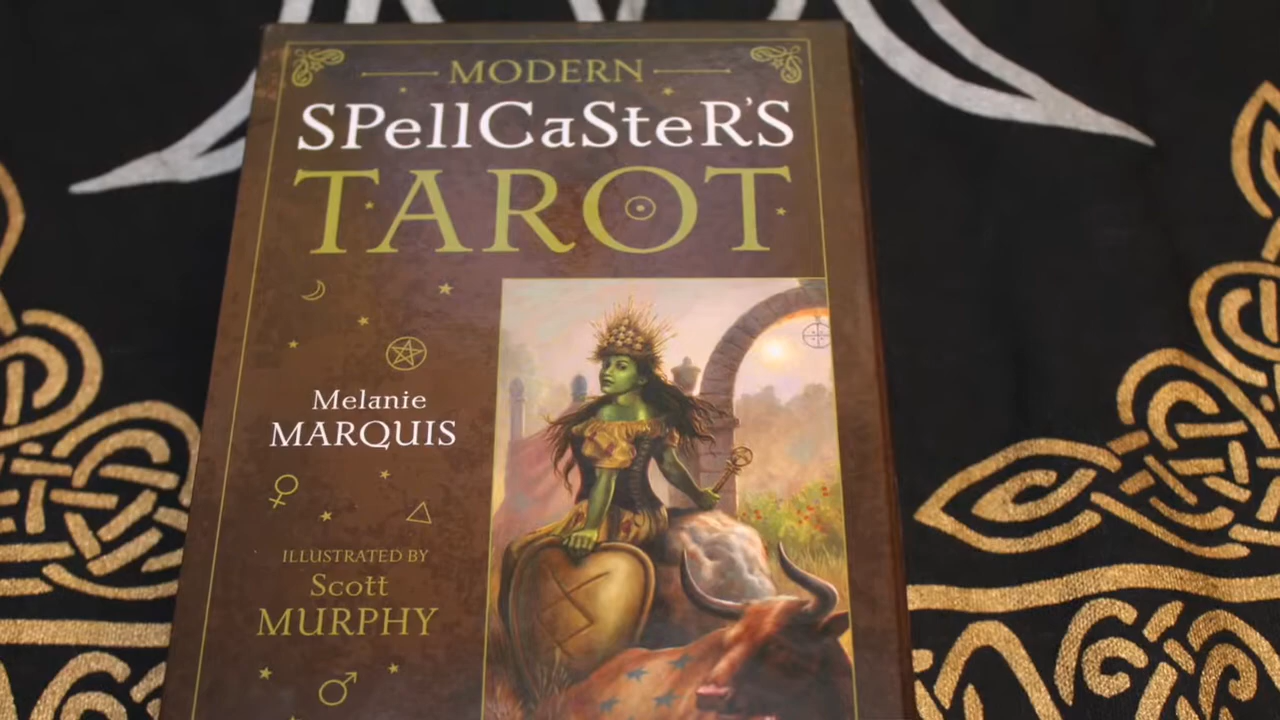 MODERN
SPellCaSteR'S
TAROT
Melanie
MARQUIS
ILLUSTRATED BY
Scott
MURPHY